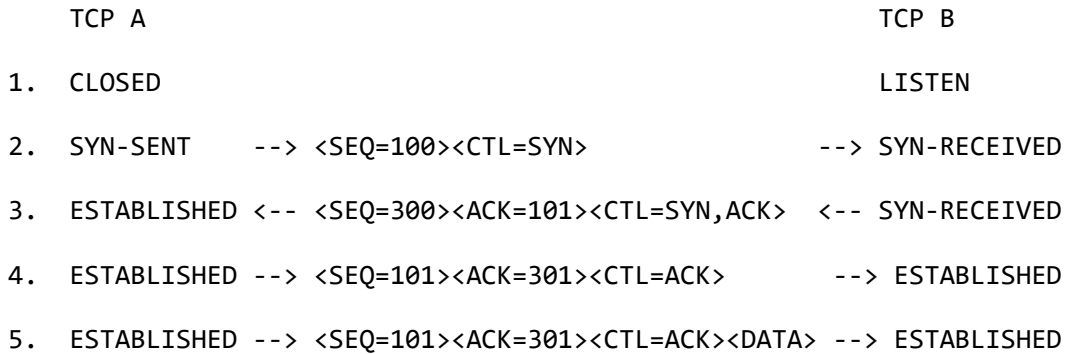 TCP A                                                TCP B
1.  CLOSED                                               LISTEN
2.  SYN-SENT    --> <SEQ=100><CTL=SYN>               --> SYN-RECEIVED
3.  ESTABLISHED <-- <SEQ=300><ACK=101><CTL=SYN,ACK>  <-- SYN-RECEIVED
4.  ESTABLISHED --> <SEQ=101><ACK=301><CTL=ACK>       --> ESTABLISHED
5.  ESTABLISHED --> <SEQ=101><ACK=301><CTL=ACK><DATA> --> ESTABLISHED